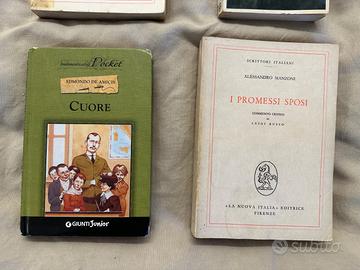 Pocket
EDMONDO DE AMICIS
CUORE
GIUNTI Junior
SCRITTORI ITALIANI
ALESSANDRO MANZONI
I PROMESSI SPOSI
COMMENTO CRITICO
DI
LUIGI RUSSO
«LA NUOVA ITALIA» EDITRICE
FIRENZE
subito